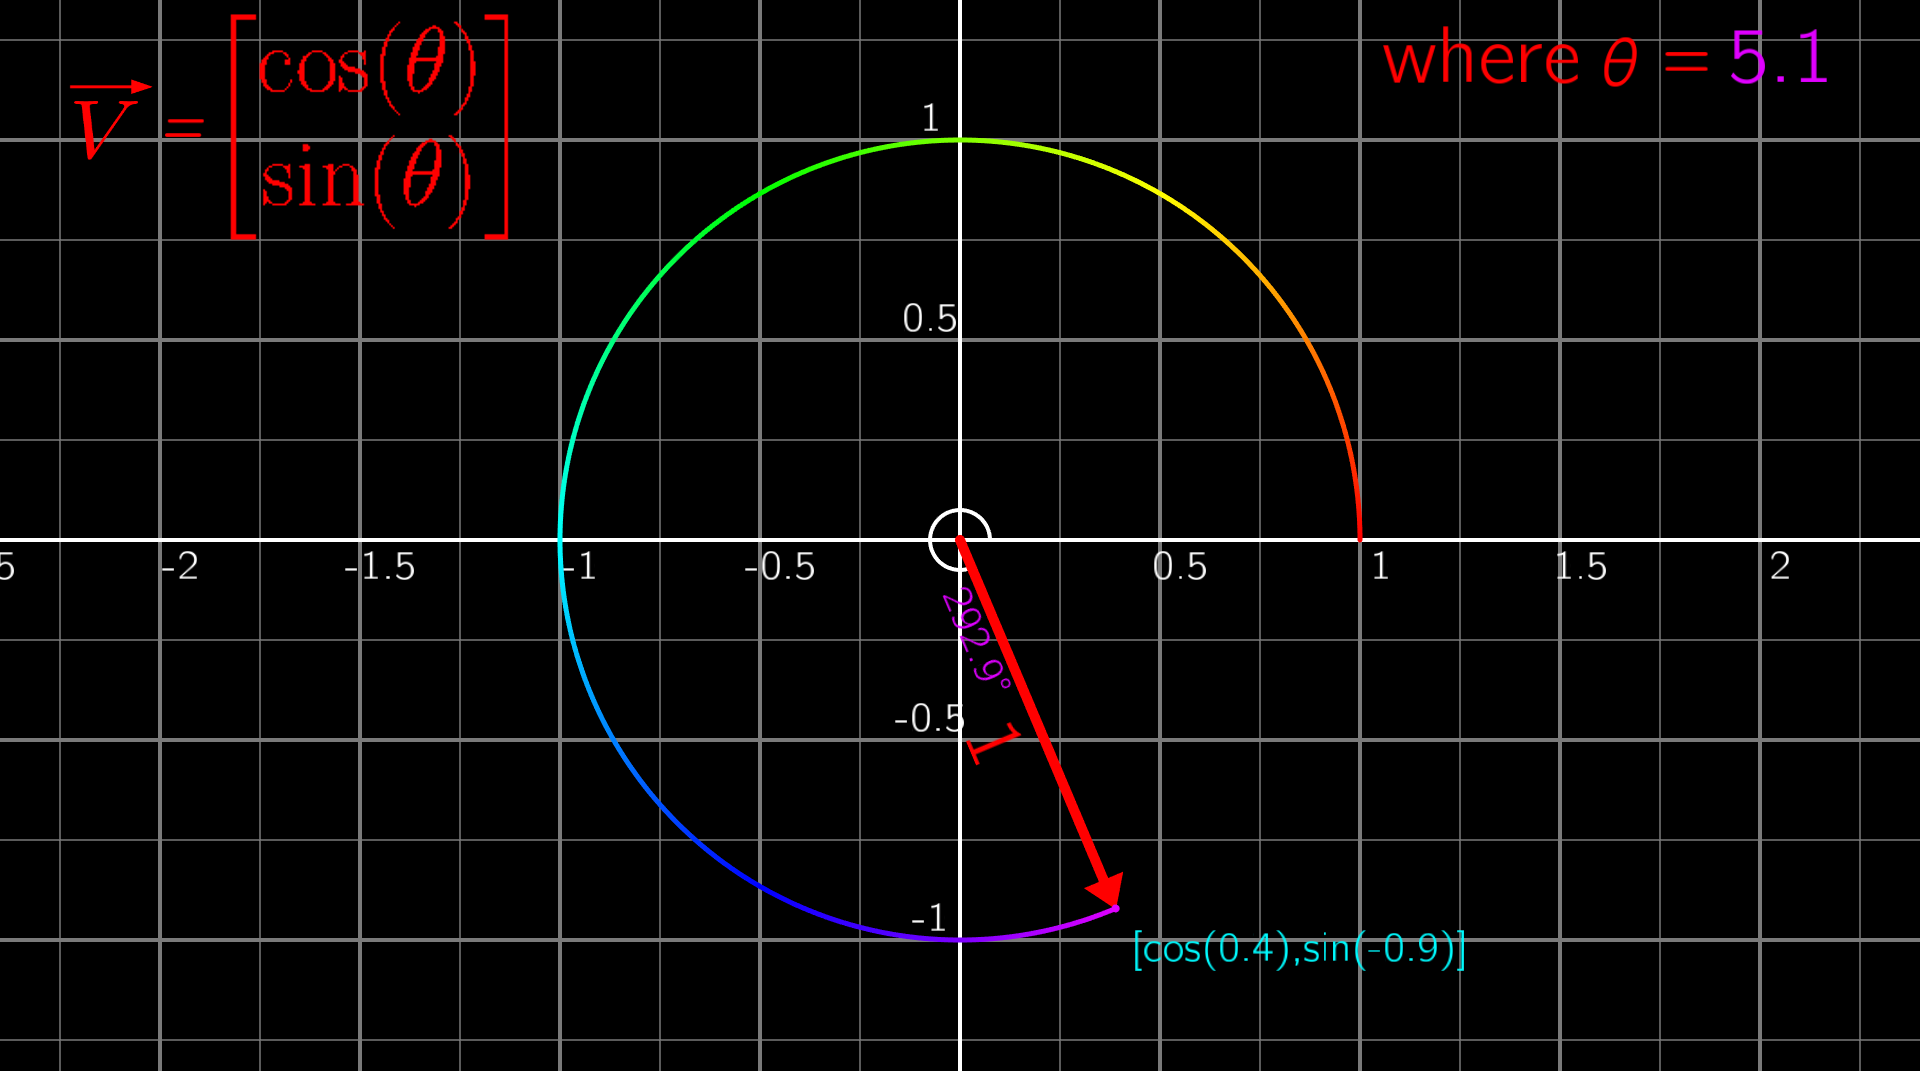 V = [cos(θ)
sin(θ)]
where θ = 5.1
1
0.5
5 -2 -1.5 -1 -0.5 0.5 1 1.5 2
292.9°
-0.5
1
-1
[cos(0.4),sin(-0.9)]